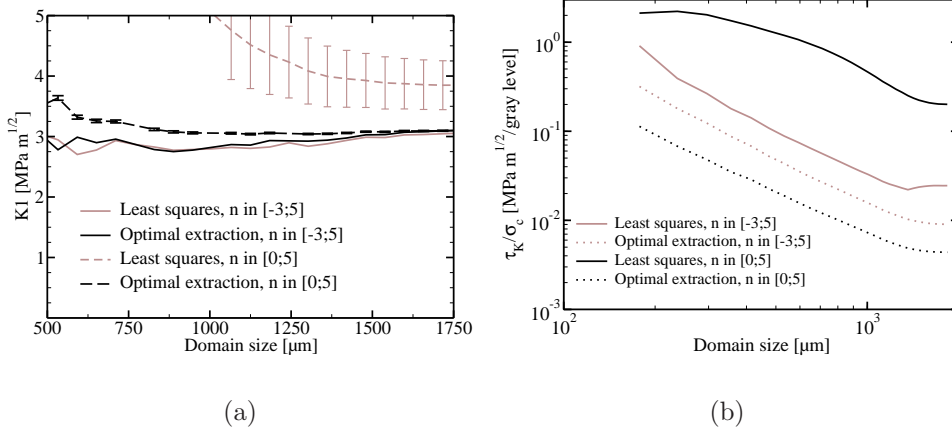 5
4
3
2
1
K1 [MPa m^{1/2}]
Least squares, n in [-3;5]
Optimal extraction, n in [-3;5]
Least squares, n in [0;5]
Optimal extraction, n in [0;5]
500 750 1000 1250 1500 1750
Domain size [μm]
(a)
10^0
10^{-1}
10^{-2}
10^{-3}
τ_K/σ_c [MPa m^{1/2}/gray level]
Least squares, n in [-3;5]
Optimal extraction, n in [-3;5]
Least squares, n in [0;5]
Optimal extraction, n in [0;5]
10^2 10^3
Domain size [μm]
(b)